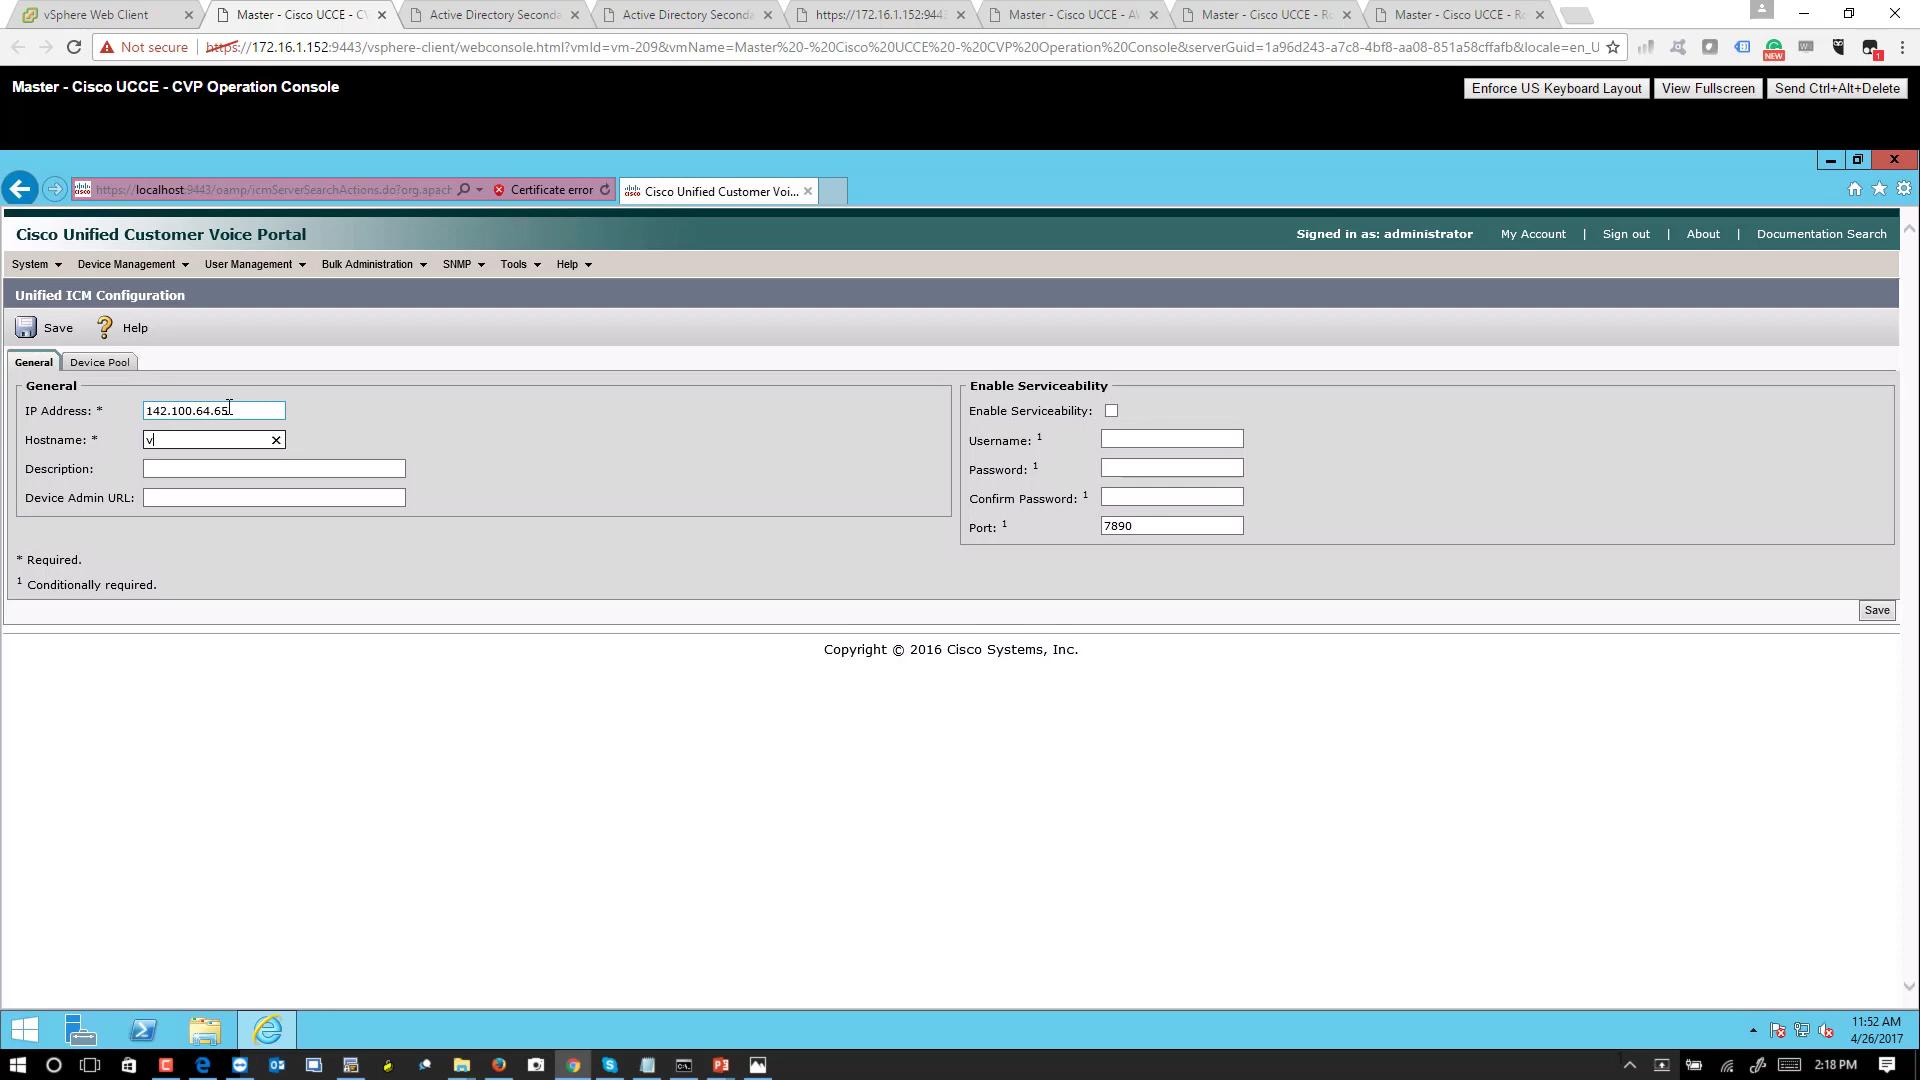 vSphere Web Client
Master - Cisco UCCE - CV
Active Directory Seconda
Active Directory Seconda
https://172.16.1.152:944
Master - Cisco UCCE - AW
Master - Cisco UCCE - Ro
Master - Cisco UCCE - Ro
Not secure https://172.16.1.152:9443/vsphere-client/webconsole.html?vmId=vm-209&vmName=Master%20-%20Cisco%20UCCE%20-%20CVP%20Operation%20Console&serverGuid=1a96d243-a7c8-4bf8-aa08-851a58cffafb&locale=en_U
NEW
1
Master - Cisco UCCE - CVP Operation Console
Enforce US Keyboard Layout View Fullscreen Send Ctrl+Alt+Delete
https://localhost:9443/oamp/icmServerSearchActions.do?org.apach Certificate error Cisco Unified Customer Voi...
Cisco Unified Customer Voice Portal
Signed in as: administrator My Account | Sign out | About | Documentation Search
System Device Management User Management Bulk Administration SNMP Tools Help
Unified ICM Configuration
Save Help
General Device Pool
General
IP Address: * 142.100.64.65
Hostname: * v
Description:
Device Admin URL:
Enable Serviceability
Enable Serviceability:
Username: 1
Password: 1
Confirm Password: 1
Port: 1 7890
* Required.
1 Conditionally required.
Save
Copyright © 2016 Cisco Systems, Inc.
11:52 AM
4/26/2017
2:18 PM